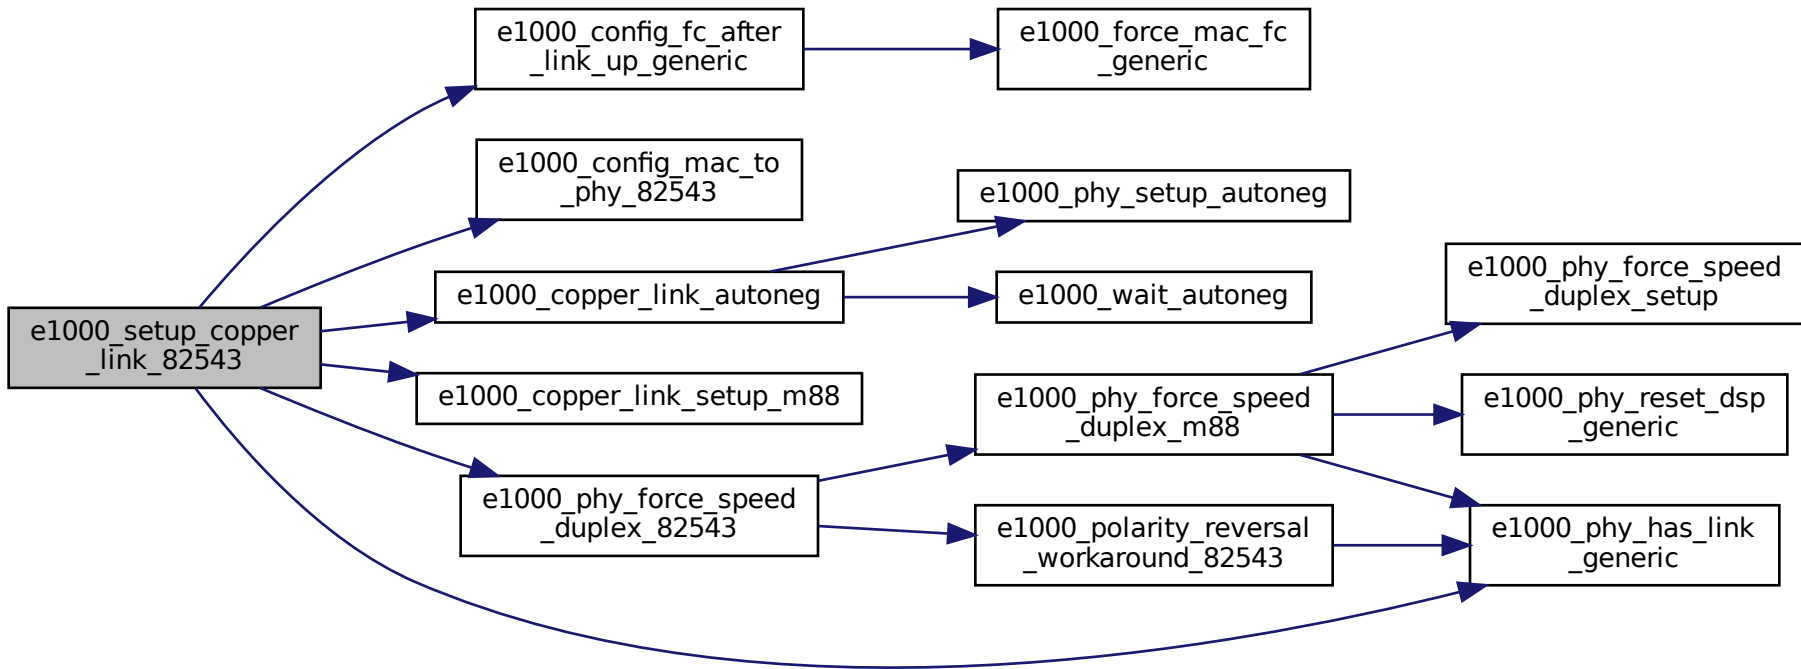 e1000_setup_copper
_link_82543
e1000_config_fc_after
_link_up_generic
e1000_force_mac_fc
_generic
e1000_config_mac_to
_phy_82543
e1000_copper_link_autoneg
e1000_phy_setup_autoneg
e1000_wait_autoneg
e1000_copper_link_setup_m88
e1000_phy_force_speed
_duplex_82543
e1000_phy_force_speed
_duplex_m88
e1000_phy_force_speed
_duplex_setup
e1000_phy_reset_dsp
_generic
e1000_polarity_reversal
_workaround_82543
e1000_phy_has_link
_generic